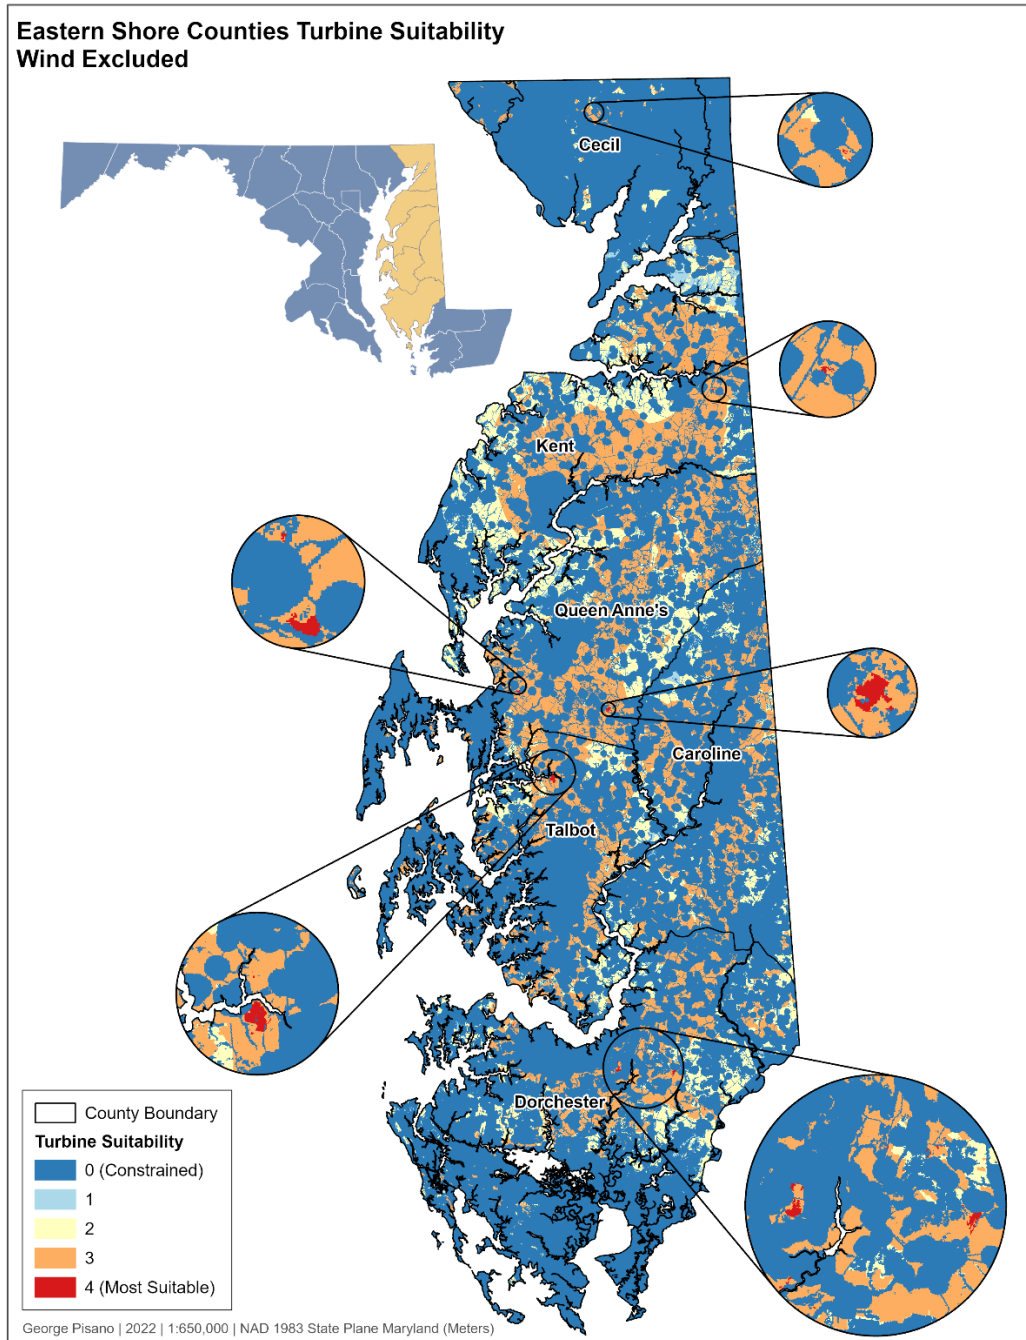 Eastern Shore Counties Turbine Suitability
Wind Excluded
Cecil
Kent
Queen Anne's
Caroline
Talbot
Dorchester
County Boundary
Turbine Suitability
0 (Constrained)
1
2
3
4 (Most Suitable)
George Pisano | 2022 | 1:650,000 | NAD 1983 State Plane Maryland (Meters)